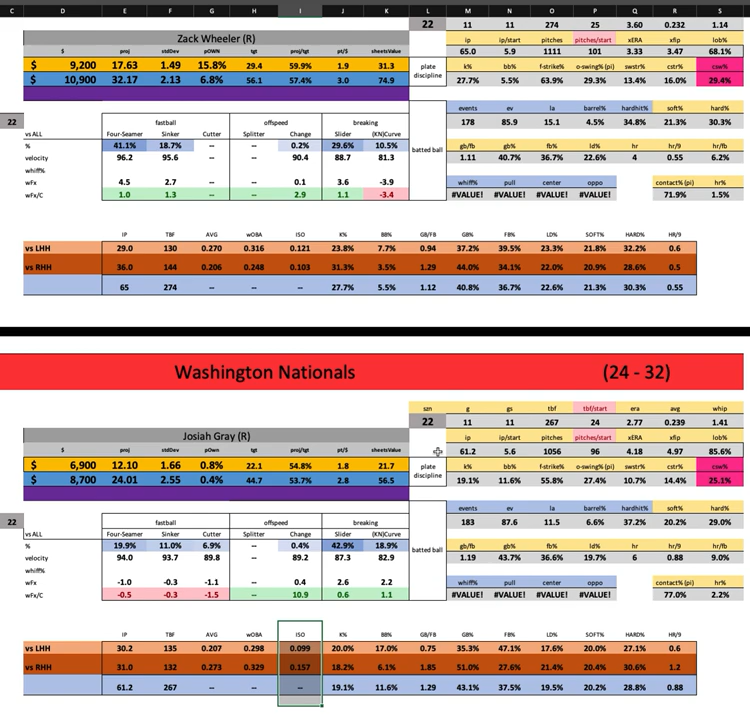 C D E F G H I J K L M N O P Q R S
22 11 11 274 25 3.60 0.232 1.14
Zack Wheeler (R) ip ip/start pitches pitches/start xERA xfip lob%
$ proj stdDev pOWN tgt proj/tgt pt/$ sheetsValue 65.0 5.9 1111 101 3.33 3.47 68.1%
$ 9,200 17.63 1.49 15.8% 29.4 59.9% 1.9 31.3 plate discipline k% bb% f-strike% o-swing% (pi) swstr% cstr% csw%
$ 10,900 32.17 2.13 6.8% 56.1 57.4% 3.0 74.9 27.7% 5.5% 63.9% 29.3% 13.4% 16.0% 29.4%
events ev la barrel% hardhit% soft% hard%
22 fastball offspeed breaking 178 85.9 15.1 4.5% 34.8% 21.3% 30.3%
vs ALL Four-Seamer Sinker Cutter Splitter Change Slider (KN)Curve
% 41.1% 18.7% -- -- 0.2% 29.6% 10.5% batted ball gb/fb gb% fb% ld% hr hr/9 hr/fb
velocity 96.2 95.6 -- -- 90.4 88.7 81.3 1.11 40.7% 36.7% 22.6% 4 0.55 6.2%
whiff%
wFx 4.5 2.7 -- -- 0.1 3.6 -3.9 whiff% pull center oppo contact% (pi) hr%
wFx/C 1.0 1.3 -- -- 2.9 1.1 -3.4 #VALUE! #VALUE! #VALUE! #VALUE! 71.9% 1.5%
IP TBF AVG wOBA ISO K% BB% GB/FB GB% FB% LD% SOFT% HARD% HR/9
vs LHH 29.0 130 0.270 0.316 0.121 23.8% 7.7% 0.94 37.2% 39.5% 23.3% 21.8% 32.2% 0.6
vs RHH 36.0 144 0.206 0.248 0.103 31.3% 3.5% 1.29 44.0% 34.1% 22.0% 20.9% 28.6% 0.5
65 274 -- -- -- 27.7% 5.5% 1.12 40.8% 36.7% 22.6% 21.3% 30.3% 0.55
Washington Nationals (24 - 32)
szn g gs tbf tbf/start era avg whip
22 11 11 267 24 2.77 0.239 1.41
Josiah Gray (R) ip ip/start pitches pitches/start xERA xfip lob%
$ proj stdDev pOwn tgt proj/tgt pt/$ sheetsValue 61.2 5.6 1056 96 4.18 4.97 85.6%
$ 6,900 12.10 1.66 0.8% 22.1 54.8% 1.8 21.7 plate discipline k% bb% f-strike% o-swing% (pi) swstr% cstr% csw%
$ 8,700 24.01 2.55 0.4% 44.7 53.7% 2.8 56.5 19.1% 11.6% 55.8% 27.4% 10.7% 14.4% 25.1%
events ev la barrel% hardhit% soft% hard%
22 fastball offspeed breaking 183 87.6 11.5 6.6% 37.2% 20.2% 29.0%
vs ALL Four-Seamer Sinker Cutter Splitter Change Slider (KN)Curve
% 19.9% 11.0% 6.9% -- 0.4% 42.9% 18.9% batted ball gb/fb gb% fb% ld% hr hr/9 hr/fb
velocity 94.0 93.7 89.8 -- 89.2 87.3 82.9 1.19 43.7% 36.6% 19.7% 6 0.88 9.0%
whiff%
wFx -1.0 -0.3 -1.1 -- 0.4 2.6 2.2 whiff% pull center oppo contact% (pi) hr%
wFx/C -0.5 -0.3 -1.5 -- 10.9 0.6 1.1 #VALUE! #VALUE! #VALUE! #VALUE! 77.0% 2.2%
IP TBF AVG wOBA ISO K% BB% GB/FB GB% FB% LD% SOFT% HARD% HR/9
vs LHH 30.2 135 0.207 0.298 0.099 20.0% 17.0% 0.75 35.3% 47.1% 17.6% 20.0% 27.1% 0.6
vs RHH 31.0 132 0.273 0.329 0.157 18.2% 6.1% 1.85 51.0% 27.6% 21.4% 20.4% 30.6% 1.2
61.2 267 -- -- -- 19.1% 11.6% 1.29 43.1% 37.5% 19.5% 20.2% 28.8% 0.88